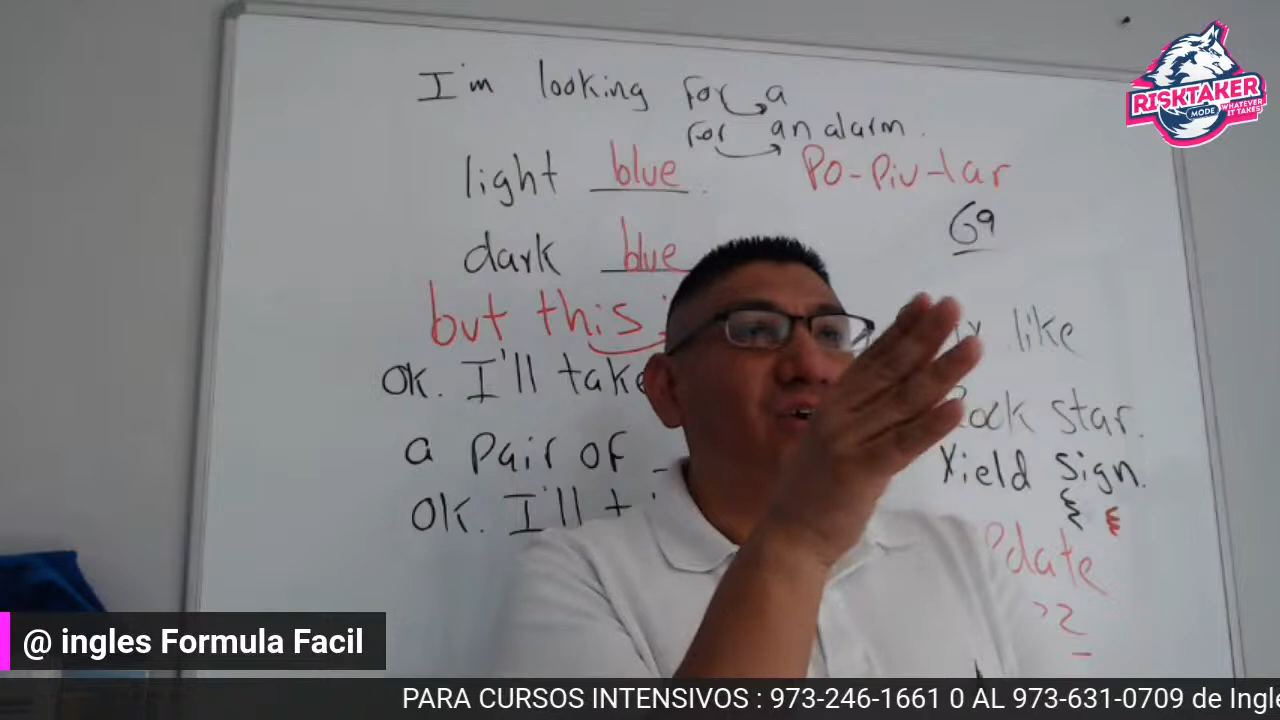 I'm looking for a
for an alarm.
light blue
Po-Piu-lar
69
dark blue
but this
like
OK. I'll take
Rock Star.
a pair of
Yield Sign.
OK. I'll
RISKTAKER
MODE
WHATEVER
IT TAKES
@ ingles Formula Facil
PARA CURSOS INTENSIVOS : 973-246-1661 0 AL 973-631-0709 de Ingle